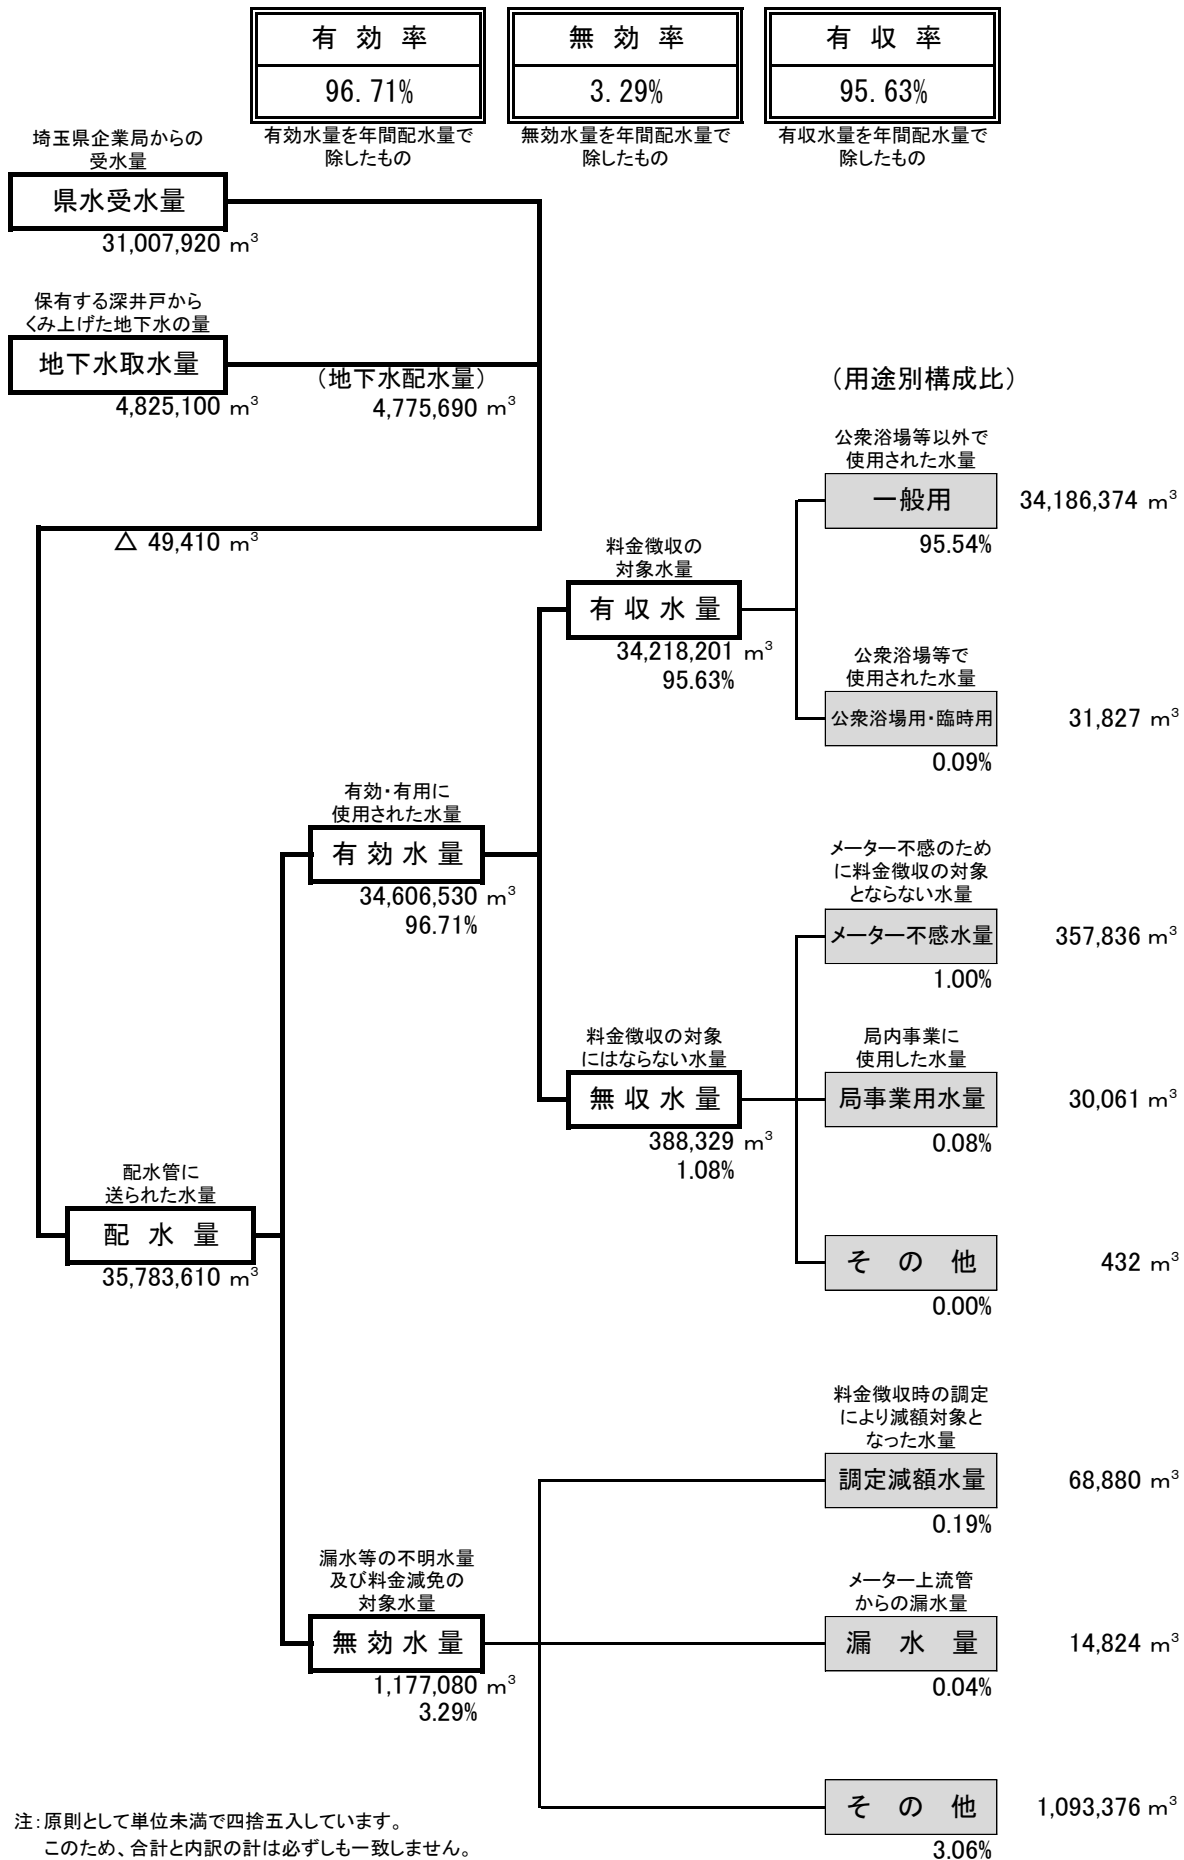 有効率
96.71%
有効水量を年間配水量で
除したもの
無効率
3.29%
無効水量を年間配水量で
除したもの
有収率
95.63%
有収水量を年間配水量で
除したもの
埼玉県企業局からの
受水量
県水受水量
31,007,920 m³
保有する深井戸から
くみ上げた地下水の量
地下水取水量
4,825,100 m³
（地下水配水量）
4,775,690 m³
△ 49,410 m³
（用途別構成比）
公衆浴場等以外で
使用された水量
一般用
34,186,374 m³
95.54%
料金徴収の
対象水量
有収水量
34,218,201 m³
95.63%
公衆浴場等で
使用された水量
公衆浴場用・臨時用
31,827 m³
0.09%
有効・有用に
使用された水量
有効水量
34,606,530 m³
96.71%
メーター不感のため
に料金徴収の対象
とならない水量
メーター不感水量
357,836 m³
1.00%
料金徴収の対象
にはならない水量
無収水量
388,329 m³
1.08%
局内事業に
使用した水量
局事業用水量
30,061 m³
0.08%
配水管に
送られた水量
配水量
35,783,610 m³
その他
432 m³
0.00%
料金徴収時の調定
により減額対象と
なった水量
調定減額水量
68,880 m³
0.19%
漏水等の不明水量
及び料金減免の
対象水量
無効水量
1,177,080 m³
3.29%
メーター上流管
からの漏水量
漏水量
14,824 m³
0.04%
その他
1,093,376 m³
3.06%
注：原則として単位未満で四捨五入しています。
このため、合計と内訳の計は必ずしも一致しません。